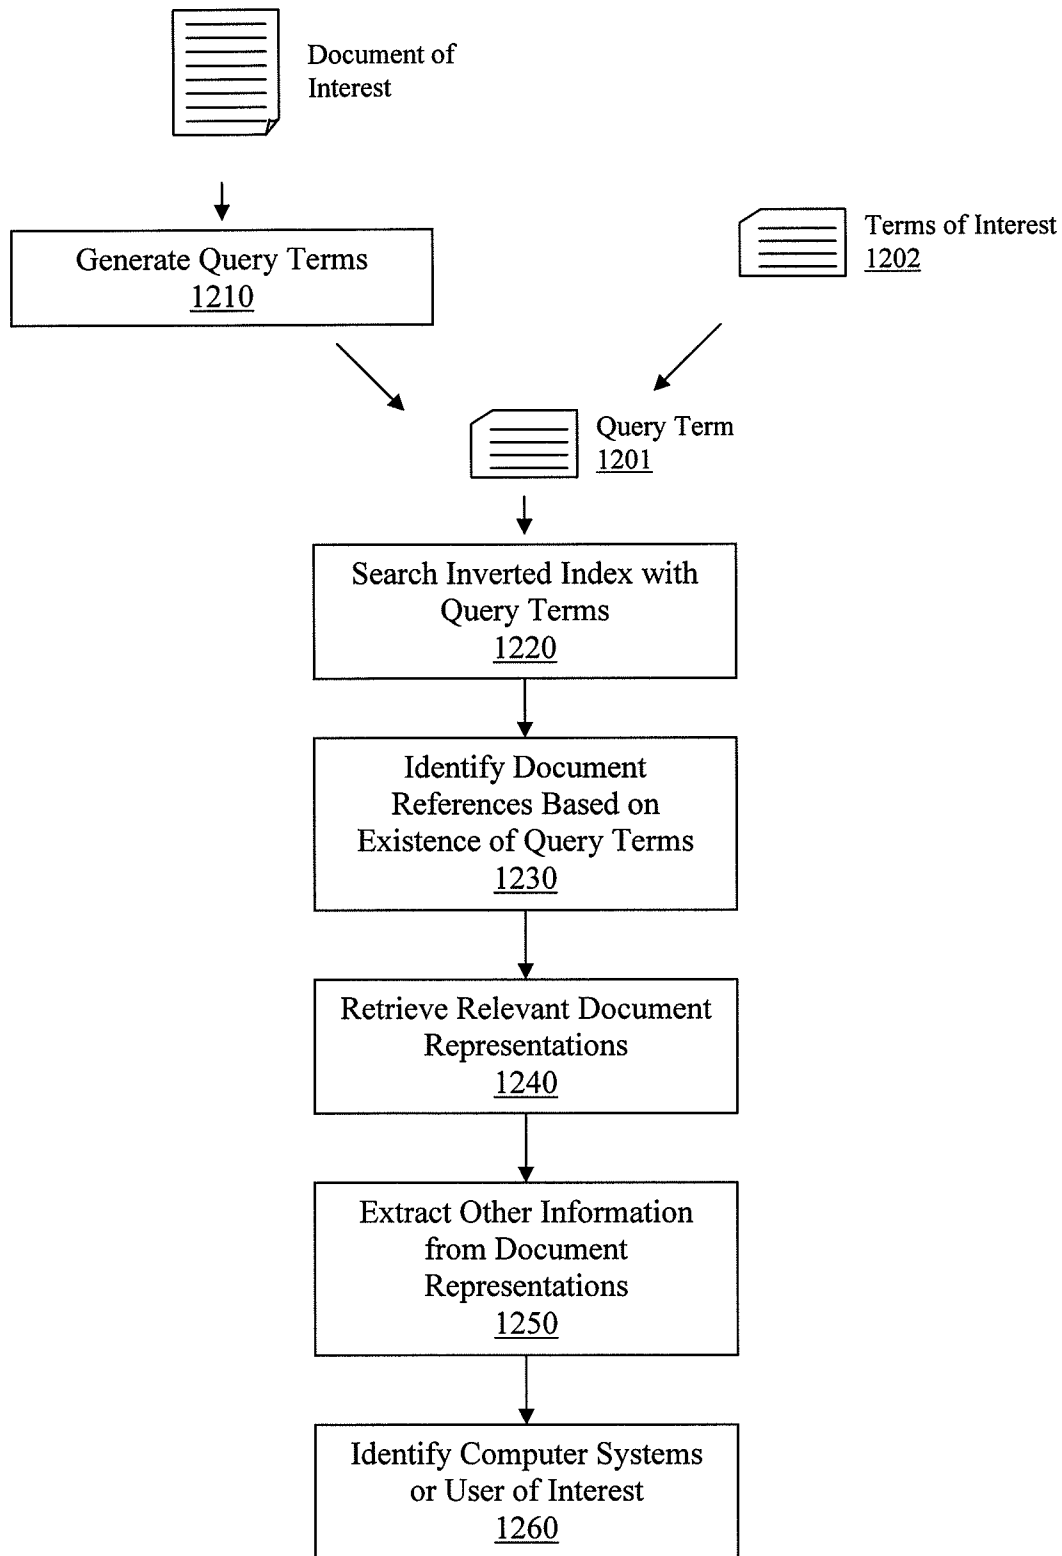 Document of
Interest
Generate Query Terms
1210
Terms of Interest
1202
Query Term
1201
Search Inverted Index with
Query Terms
1220
Identify Document
References Based on
Existence of Query Terms
1230
Retrieve Relevant Document
Representations
1240
Extract Other Information
from Document
Representations
1250
Identify Computer Systems
or User of Interest
1260